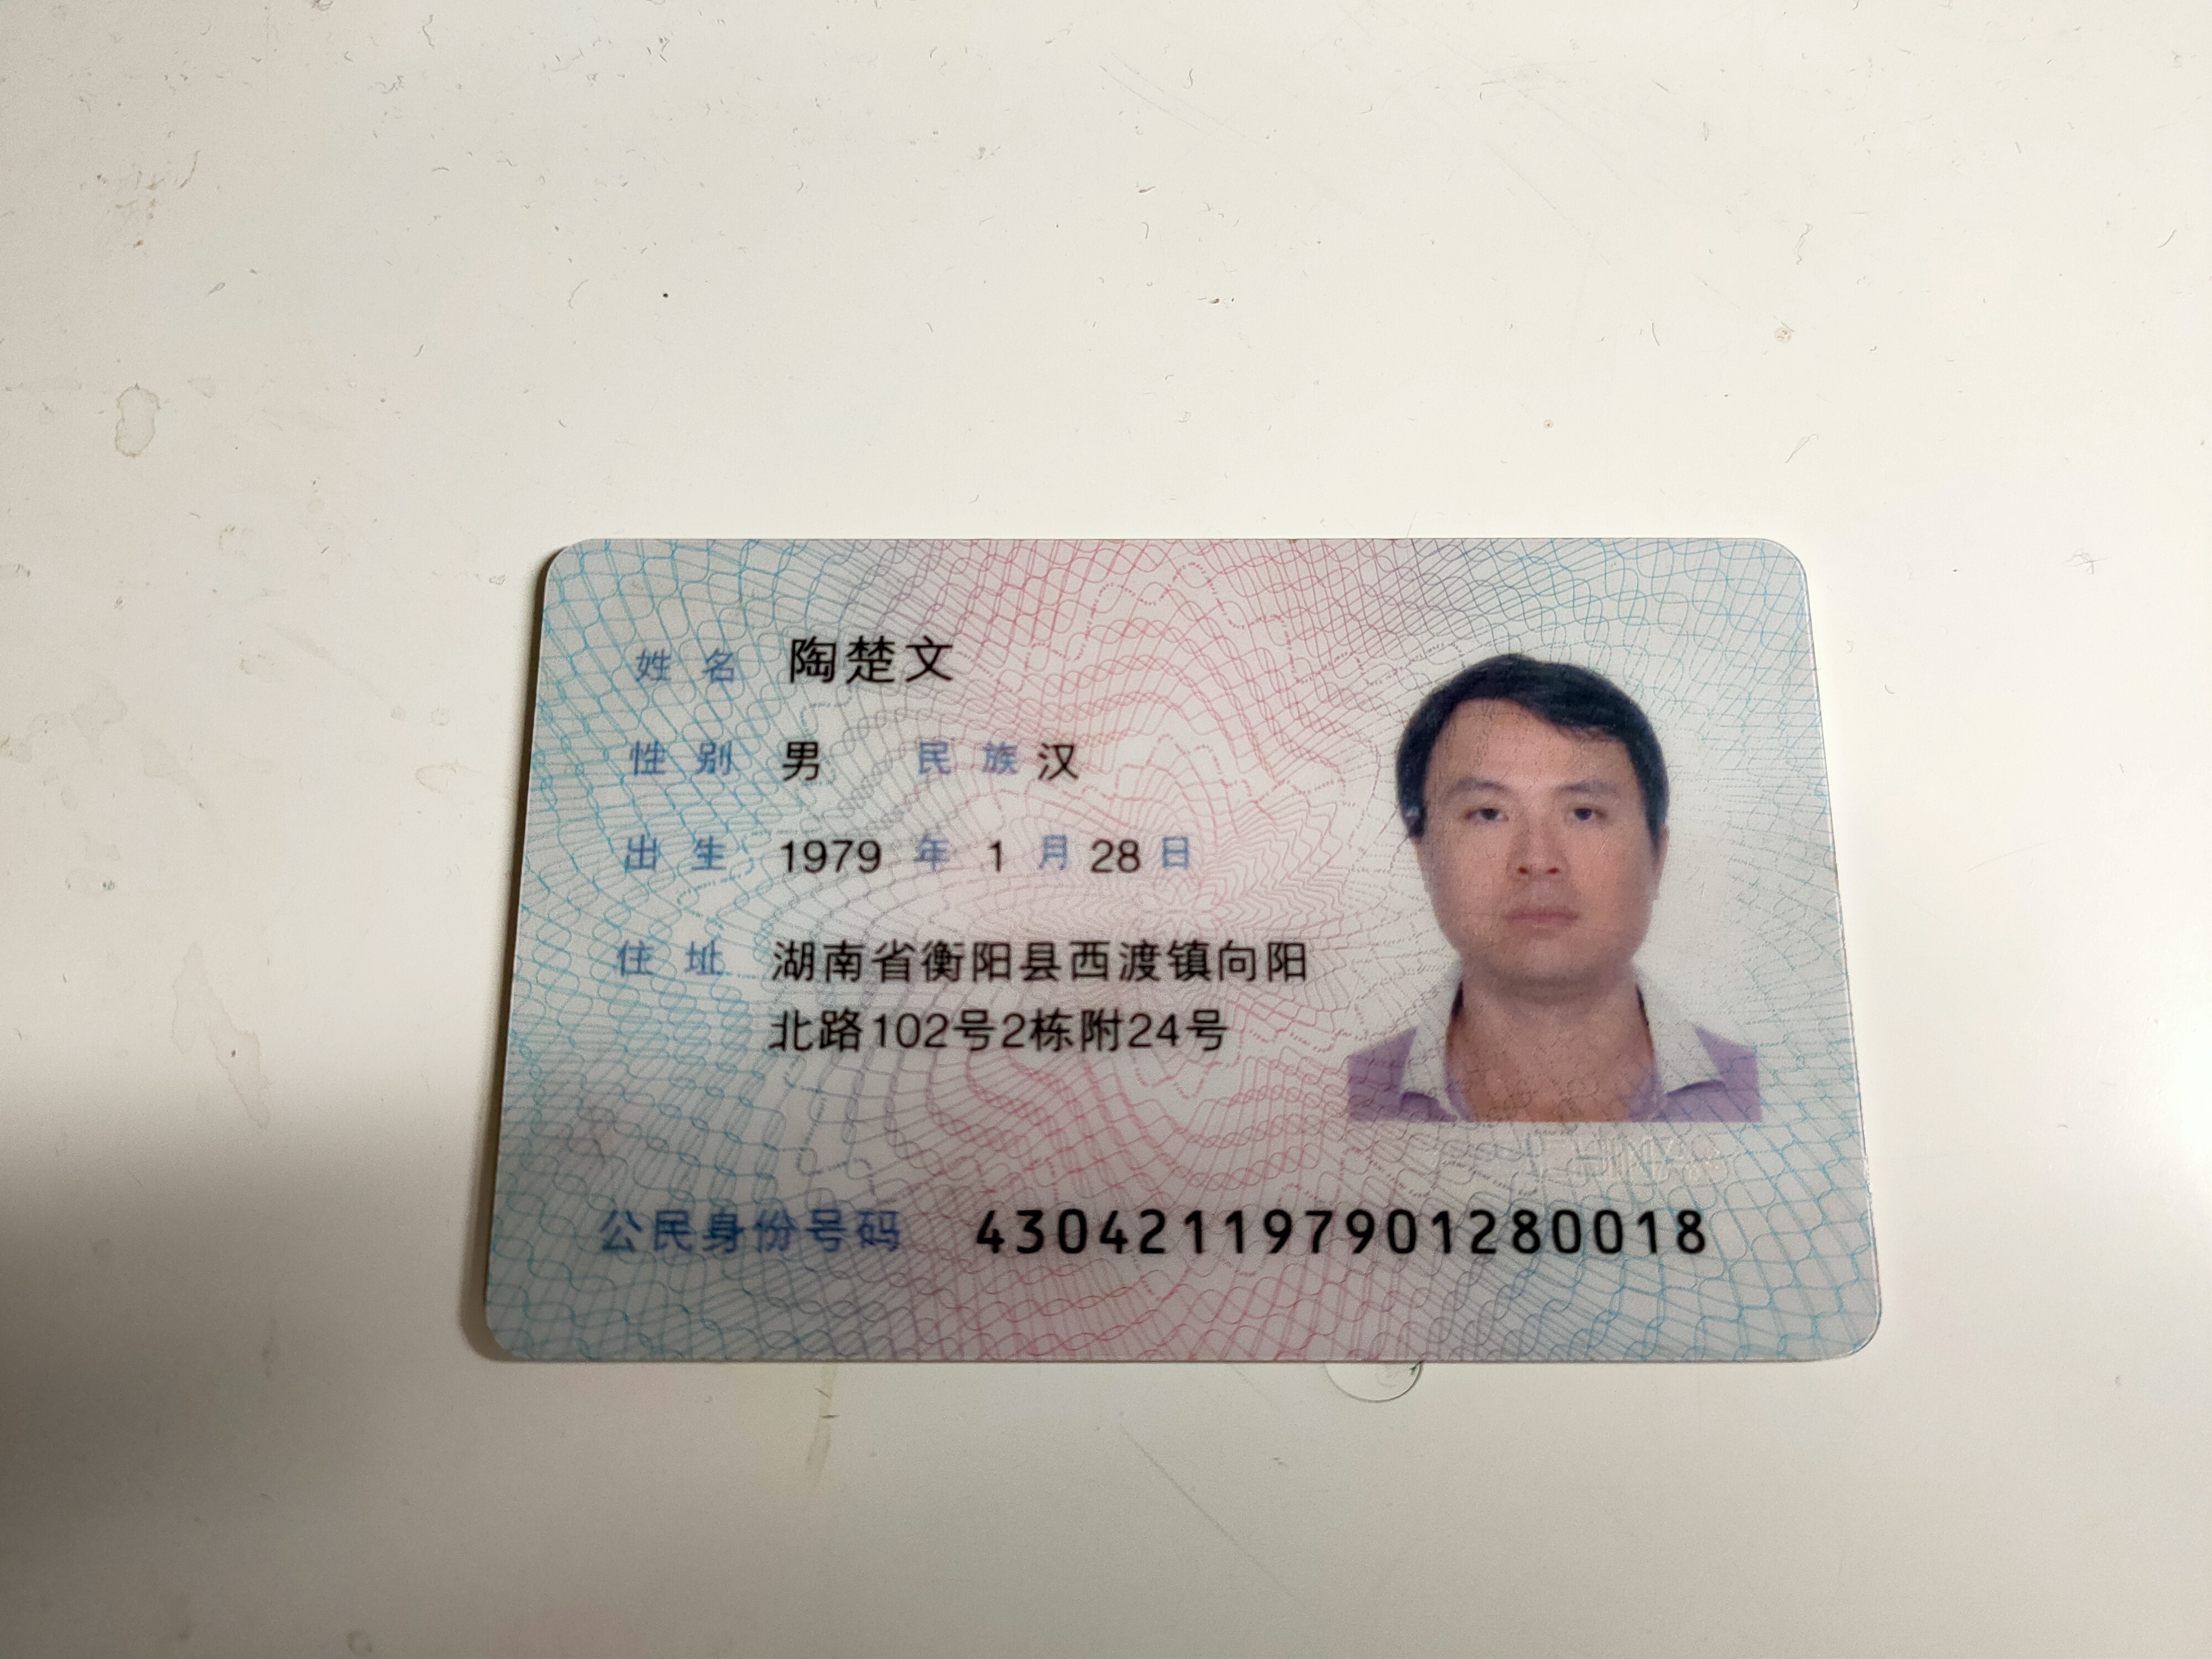 姓名 陶楚文
性别 男 民族 汉
出生 1979 年 1 月 28 日
住址 湖南省衡阳县西渡镇向阳
北路102号2栋附24号
公民身份号码 430421197901280018